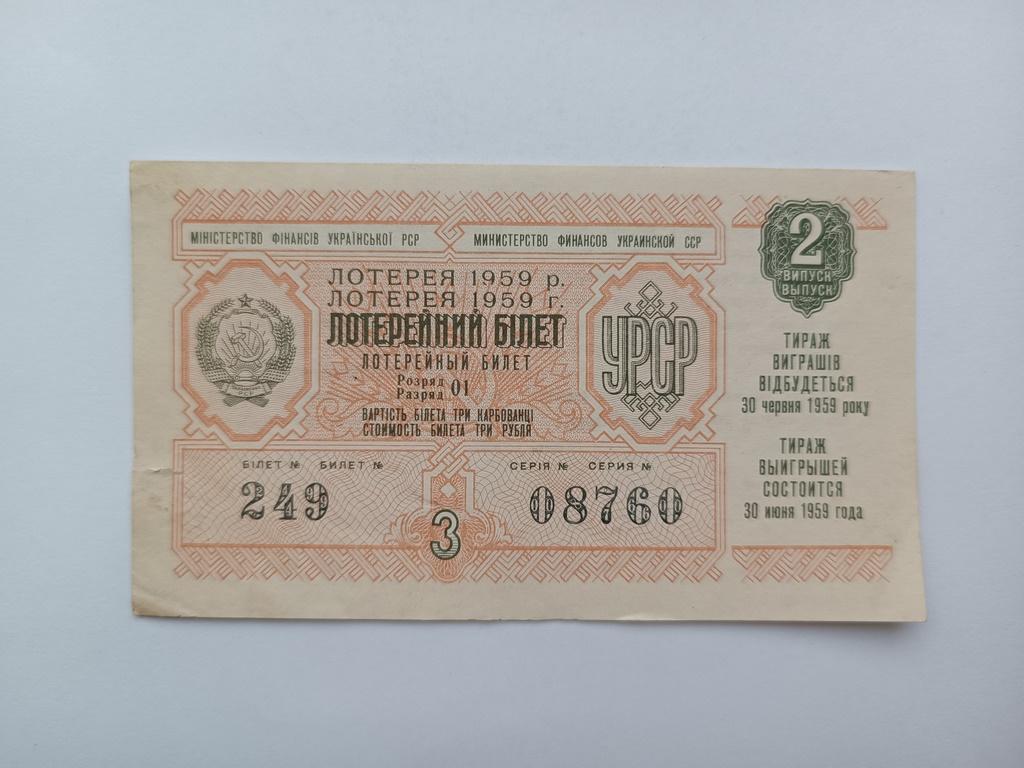 МІНІСТЕРСТВО ФІНАНСІВ УКРАЇНСЬКОЇ РСР
МИНИСТЕРСТВО ФИНАНСОВ УКРАИНСКОЙ ССР
ЛОТЕРЕЯ 1959 р.
ЛОТЕРЕЯ 1959 г.
ЛОТЕРЕЙНИЙ БІЛЕТ
ЛОТЕРЕЙНЫЙ БИЛЕТ
Розряд
Разряд 01
ВАРТІСТЬ БІЛЕТА ТРИ КАРБОВАНЦІ
СТОИМОСТЬ БИЛЕТА ТРИ РУБЛЯ
УРСР
БІЛЕТ № БИЛЕТ №
249
3
СЕРІЯ № СЕРИЯ №
08760
2
ВИПУСК
ВЫПУСК
ТИРАЖ
ВИГРАШІВ
ВІДБУДЕТЬСЯ
30 червня 1959 року
ТИРАЖ
ВЫИГРЫШЕЙ
СОСТОИТСЯ
30 июня 1959 года